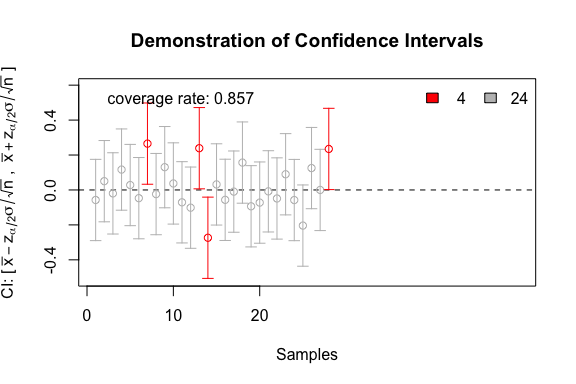 Demonstration of Confidence Intervals
coverage rate: 0.857
4 24
CI: [ x̅ − zα/2σ/√n , x̅ + zα/2σ/√n ]
0.4
0.0
-0.4
0 10 20
Samples